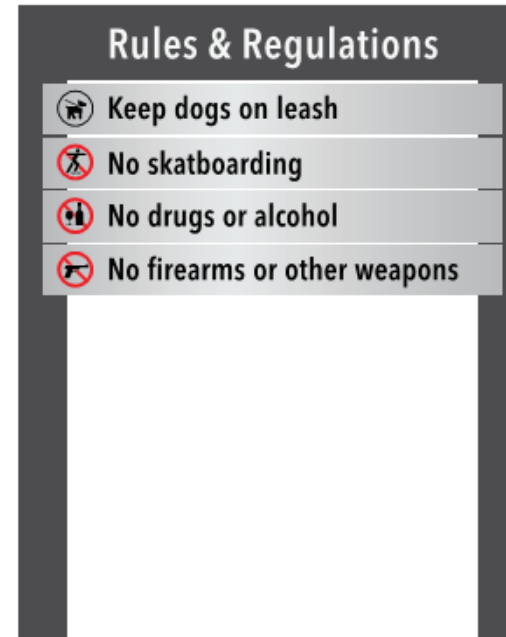 Rules & Regulations
Keep dogs on leash
No skatboarding
No drugs or alcohol
No firearms or other weapons